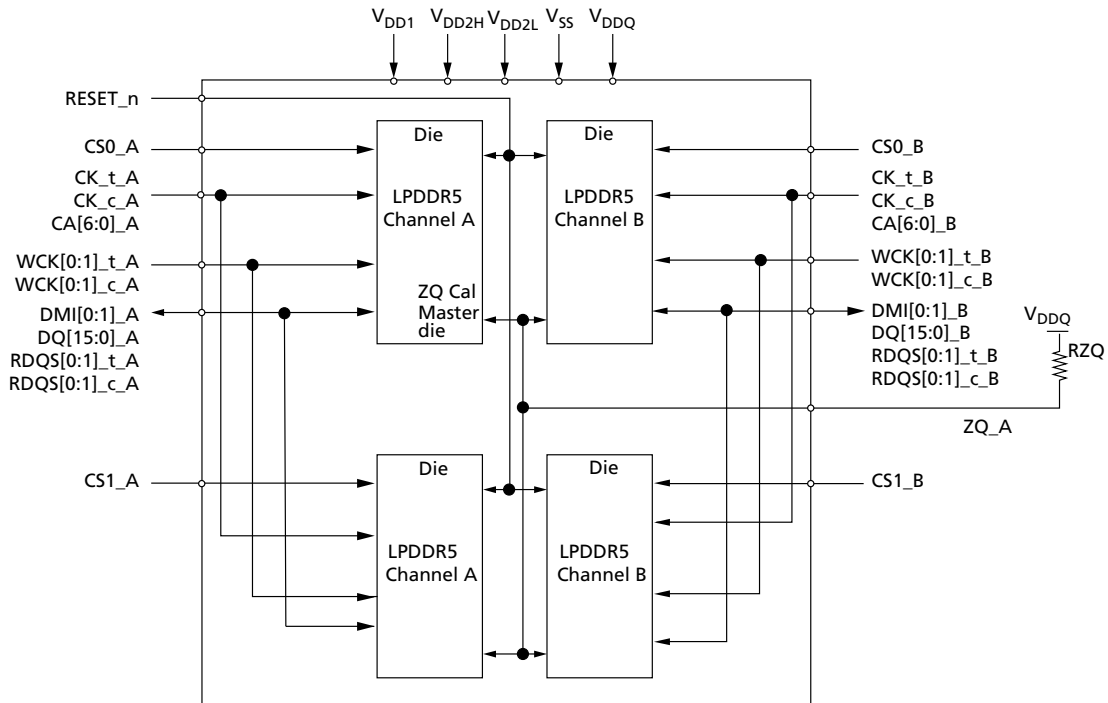 VDD1 VDD2H VDD2L VSS VDDQ
RESET_n
CS0_A
CK_t_A
CK_c_A
CA[6:0]_A
WCK[0:1]_t_A
WCK[0:1]_c_A
DMI[0:1]_A
DQ[15:0]_A
RDQS[0:1]_t_A
RDQS[0:1]_c_A
CS1_A
Die
LPDDR5
Channel A
ZQ Cal
Master
die
Die
LPDDR5
Channel B
Die
LPDDR5
Channel A
Die
LPDDR5
Channel B
CS0_B
CK_t_B
CK_c_B
CA[6:0]_B
WCK[0:1]_t_B
WCK[0:1]_c_B
DMI[0:1]_B
DQ[15:0]_B
RDQS[0:1]_t_B
RDQS[0:1]_c_B
VDDQ
RZQ
ZQ_A
CS1_B